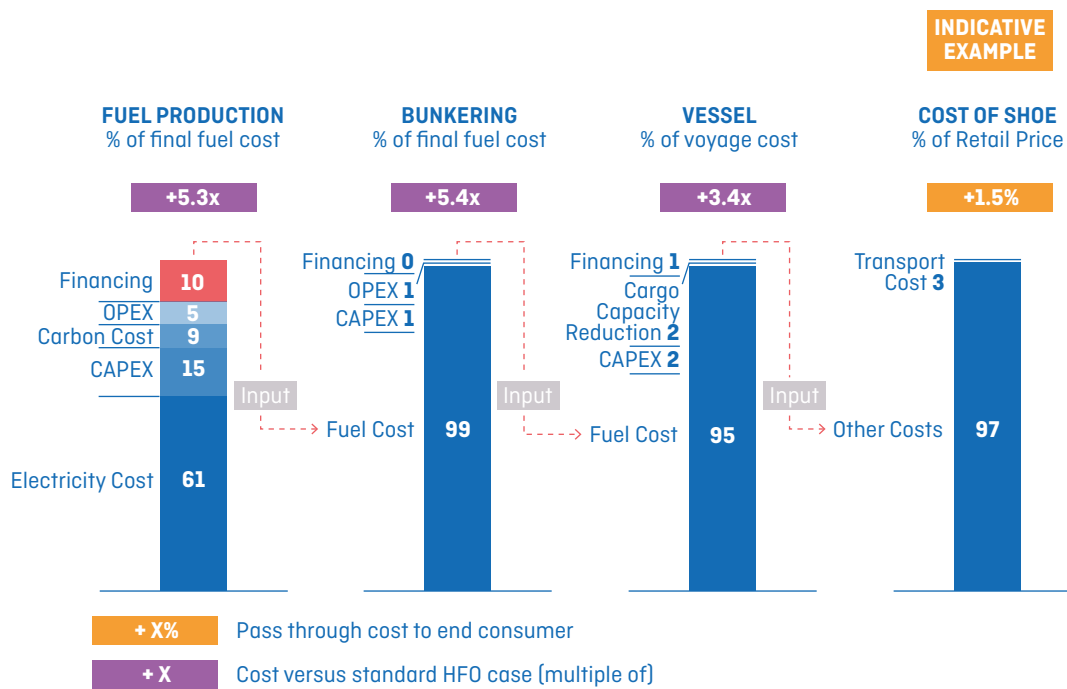 INDICATIVE
EXAMPLE
FUEL PRODUCTION
% of final fuel cost
BUNKERING
% of final fuel cost
VESSEL
% of voyage cost
COST OF SHOE
% of Retail Price
+5.3x
+5.4x
+3.4x
+1.5%
Financing 10
OPEX 5
Carbon Cost 9
CAPEX 15
Electricity Cost 61
Input
Financing 0
OPEX 1
CAPEX 1
Fuel Cost 99
Input
Financing 1
Cargo
Capacity
Reduction 2
CAPEX 2
Fuel Cost 95
Input
Transport
Cost 3
Other Costs 97
+ X% Pass through cost to end consumer
+ X Cost versus standard HFO case (multiple of)